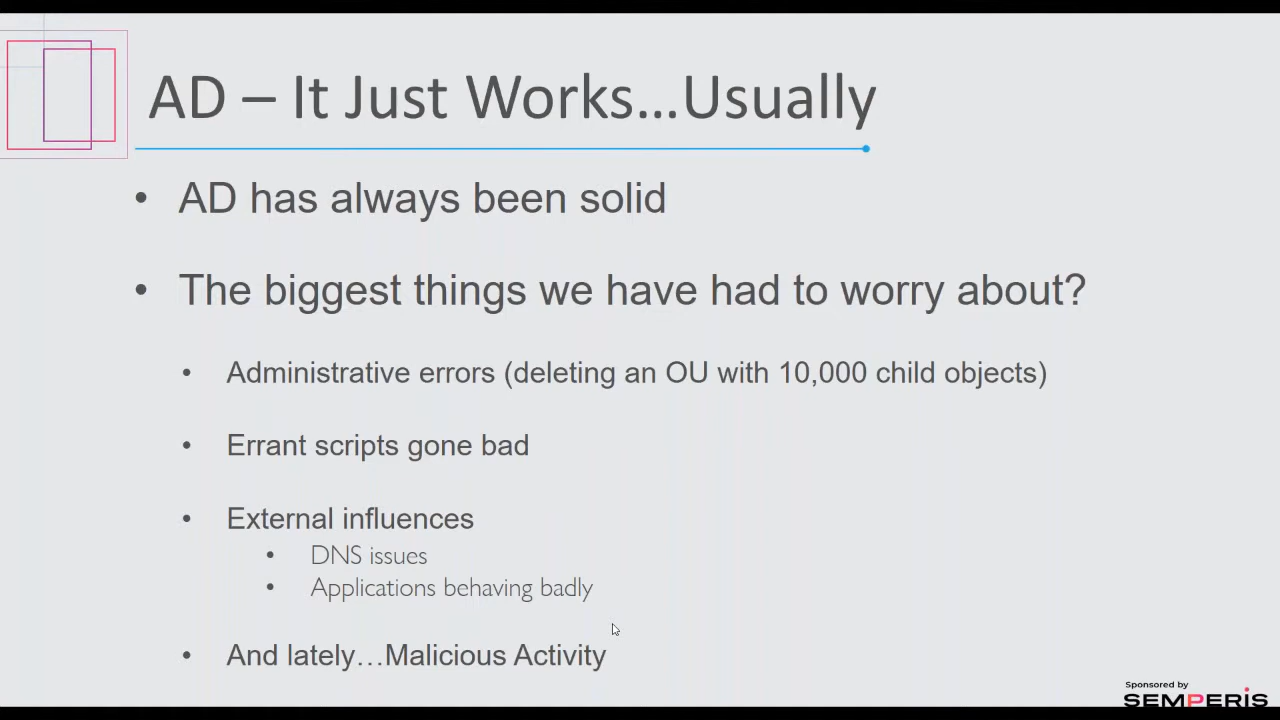 AD – It Just Works...Usually
• AD has always been solid
• The biggest things we have had to worry about?
• Administrative errors (deleting an OU with 10,000 child objects)
• Errant scripts gone bad
• External influences
• DNS issues
• Applications behaving badly
• And lately...Malicious Activity
Sponsored by
SEMPERIS